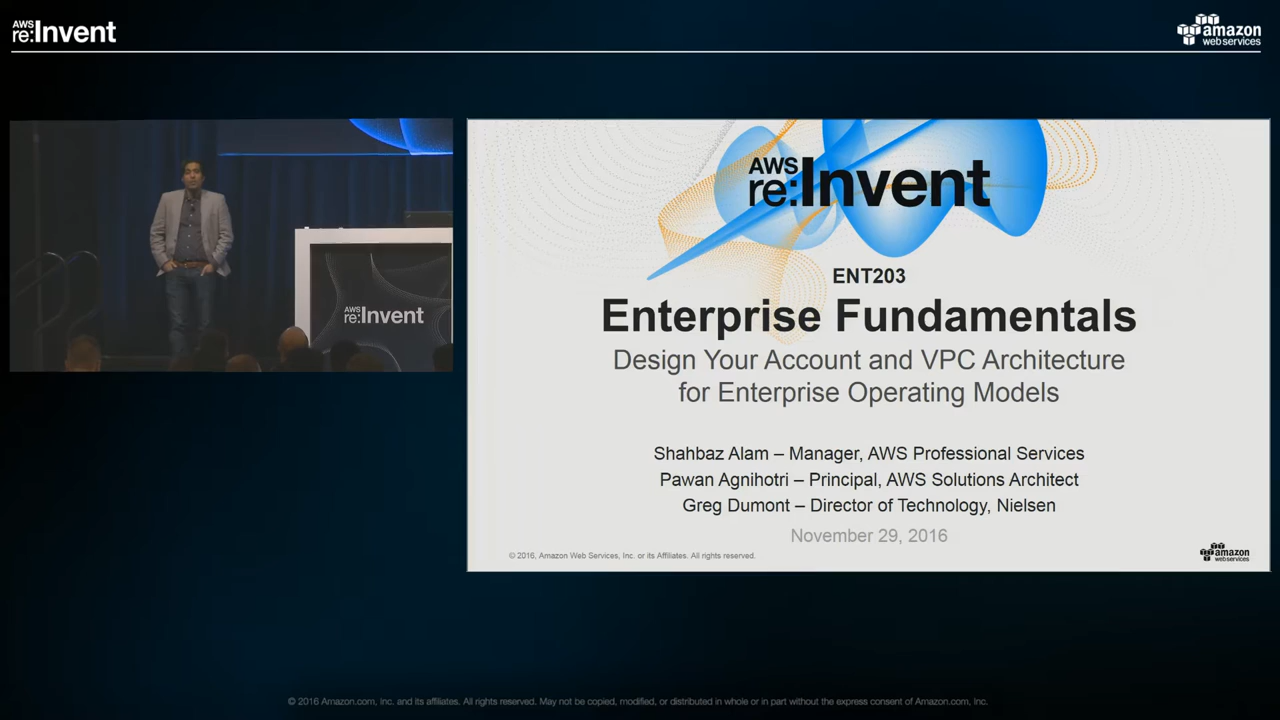 AWS
re:Invent
amazon
web services
AWS
re:Invent
AWS
re:Invent
ENT203
Enterprise Fundamentals
Design Your Account and VPC Architecture
for Enterprise Operating Models
Shahbaz Alam – Manager, AWS Professional Services
Pawan Agnihotri – Principal, AWS Solutions Architect
Greg Dumont – Director of Technology, Nielsen
November 29, 2016
© 2016, Amazon Web Services, Inc. or its Affiliates. All rights reserved.
amazon
web services
© 2016 Amazon.com, Inc. and its affiliates. All rights reserved. May not be copied, modified, or distributed in whole or in part without the express consent of Amazon.com, Inc.